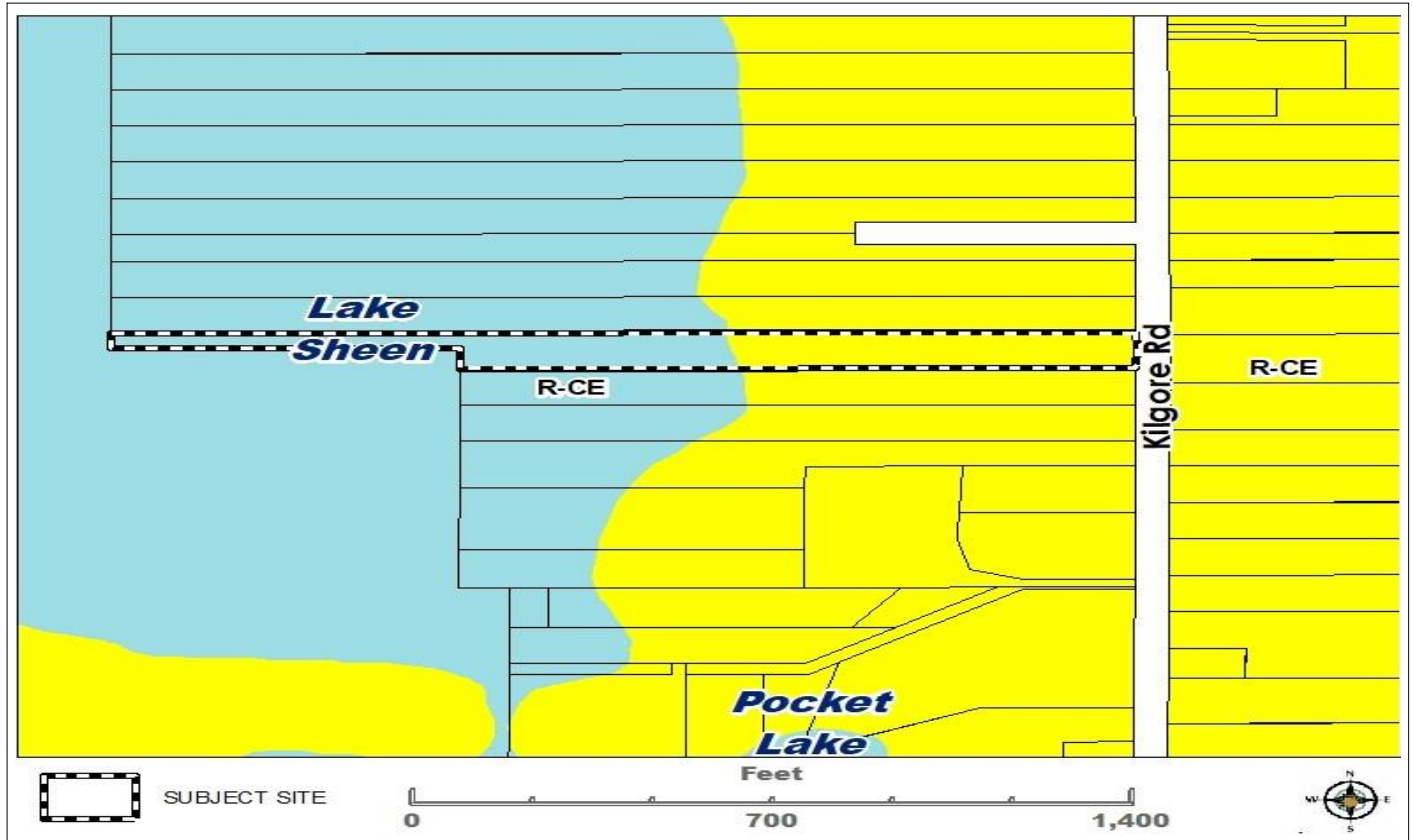 Lake
Sheen
R-CE
R-CE
Kilgore Rd
Pocket
Lake
Feet
SUBJECT SITE
0
700
1,400
N
W
E
S